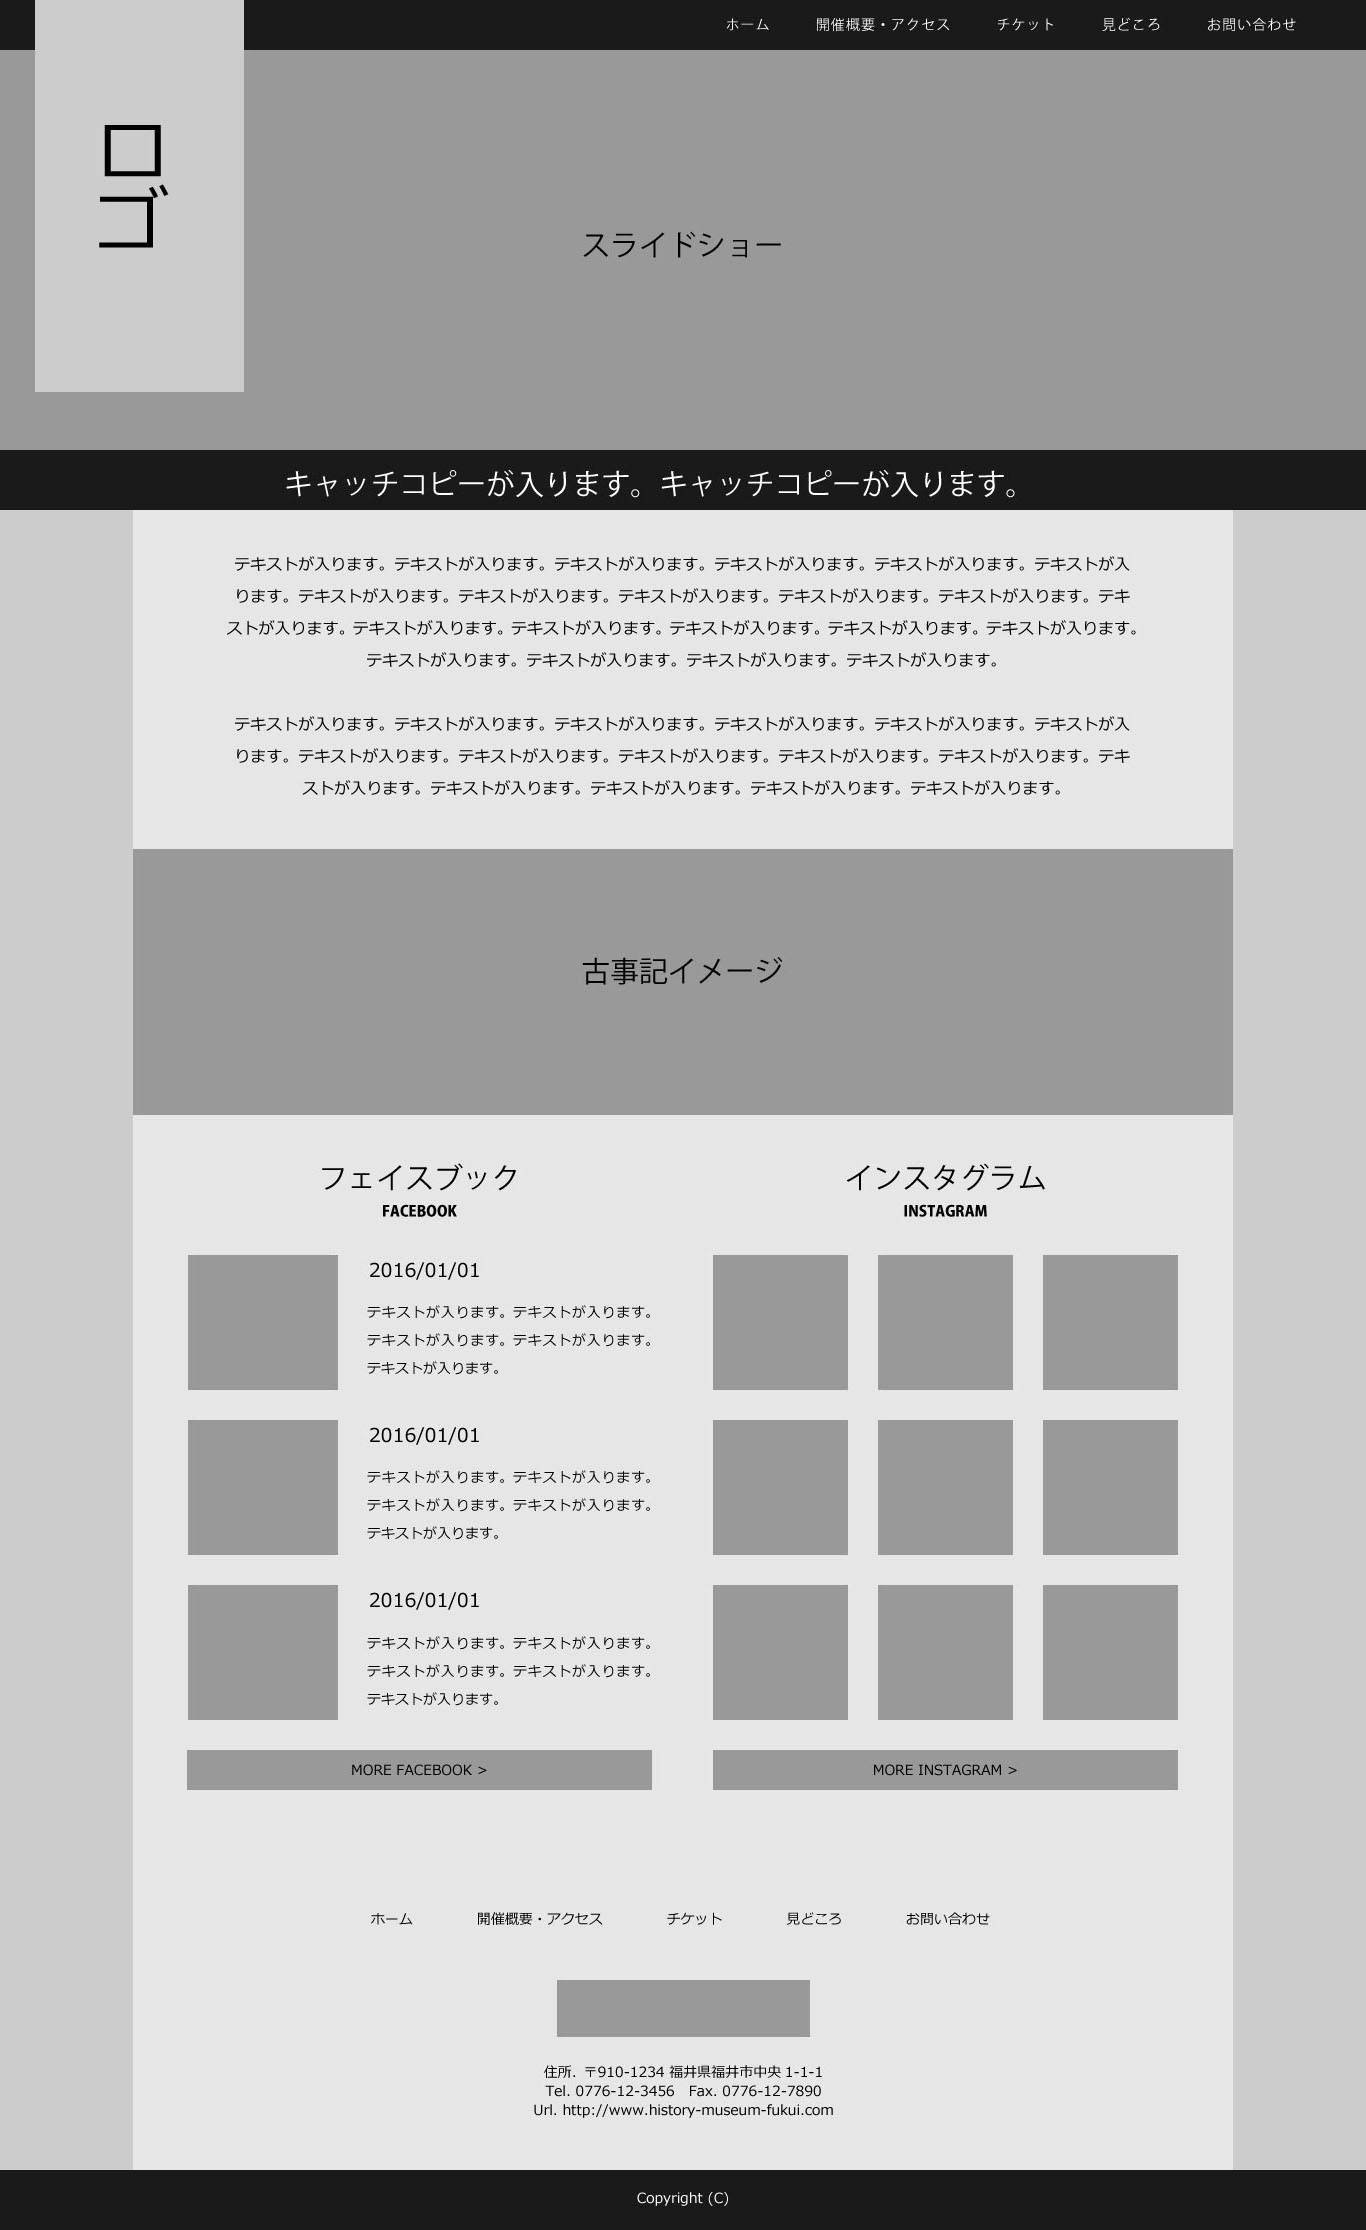 ホーム 開催概要・アクセス チケット 見どころ お問い合わせ
ロゴ
スライドショー
キャッチコピーが入ります。キャッチコピーが入ります。
テキストが入ります。テキストが入ります。テキストが入ります。テキストが入ります。テキストが入ります。テキストが入
ります。テキストが入ります。テキストが入ります。テキストが入ります。テキストが入ります。テキストが入ります。テキ
ストが入ります。テキストが入ります。テキストが入ります。テキストが入ります。テキストが入ります。テキストが入ります。
テキストが入ります。テキストが入ります。テキストが入ります。テキストが入ります。
テキストが入ります。テキストが入ります。テキストが入ります。テキストが入ります。テキストが入ります。テキストが入
ります。テキストが入ります。テキストが入ります。テキストが入ります。テキストが入ります。テキストが入ります。テキ
ストが入ります。テキストが入ります。テキストが入ります。テキストが入ります。テキストが入ります。
古事記イメージ
フェイスブック
FACEBOOK
2016/01/01
テキストが入ります。テキストが入ります。
テキストが入ります。テキストが入ります。
テキストが入ります。
2016/01/01
テキストが入ります。テキストが入ります。
テキストが入ります。テキストが入ります。
テキストが入ります。
2016/01/01
テキストが入ります。テキストが入ります。
テキストが入ります。テキストが入ります。
テキストが入ります。
MORE FACEBOOK >
インスタグラム
INSTAGRAM
MORE INSTAGRAM >
ホーム 開催概要・アクセス チケット 見どころ お問い合わせ
住所. 〒910-1234 福井県福井市中央 1-1-1
Tel. 0776-12-3456　Fax. 0776-12-7890
Url. http://www.history-museum-fukui.com
Copyright (C)